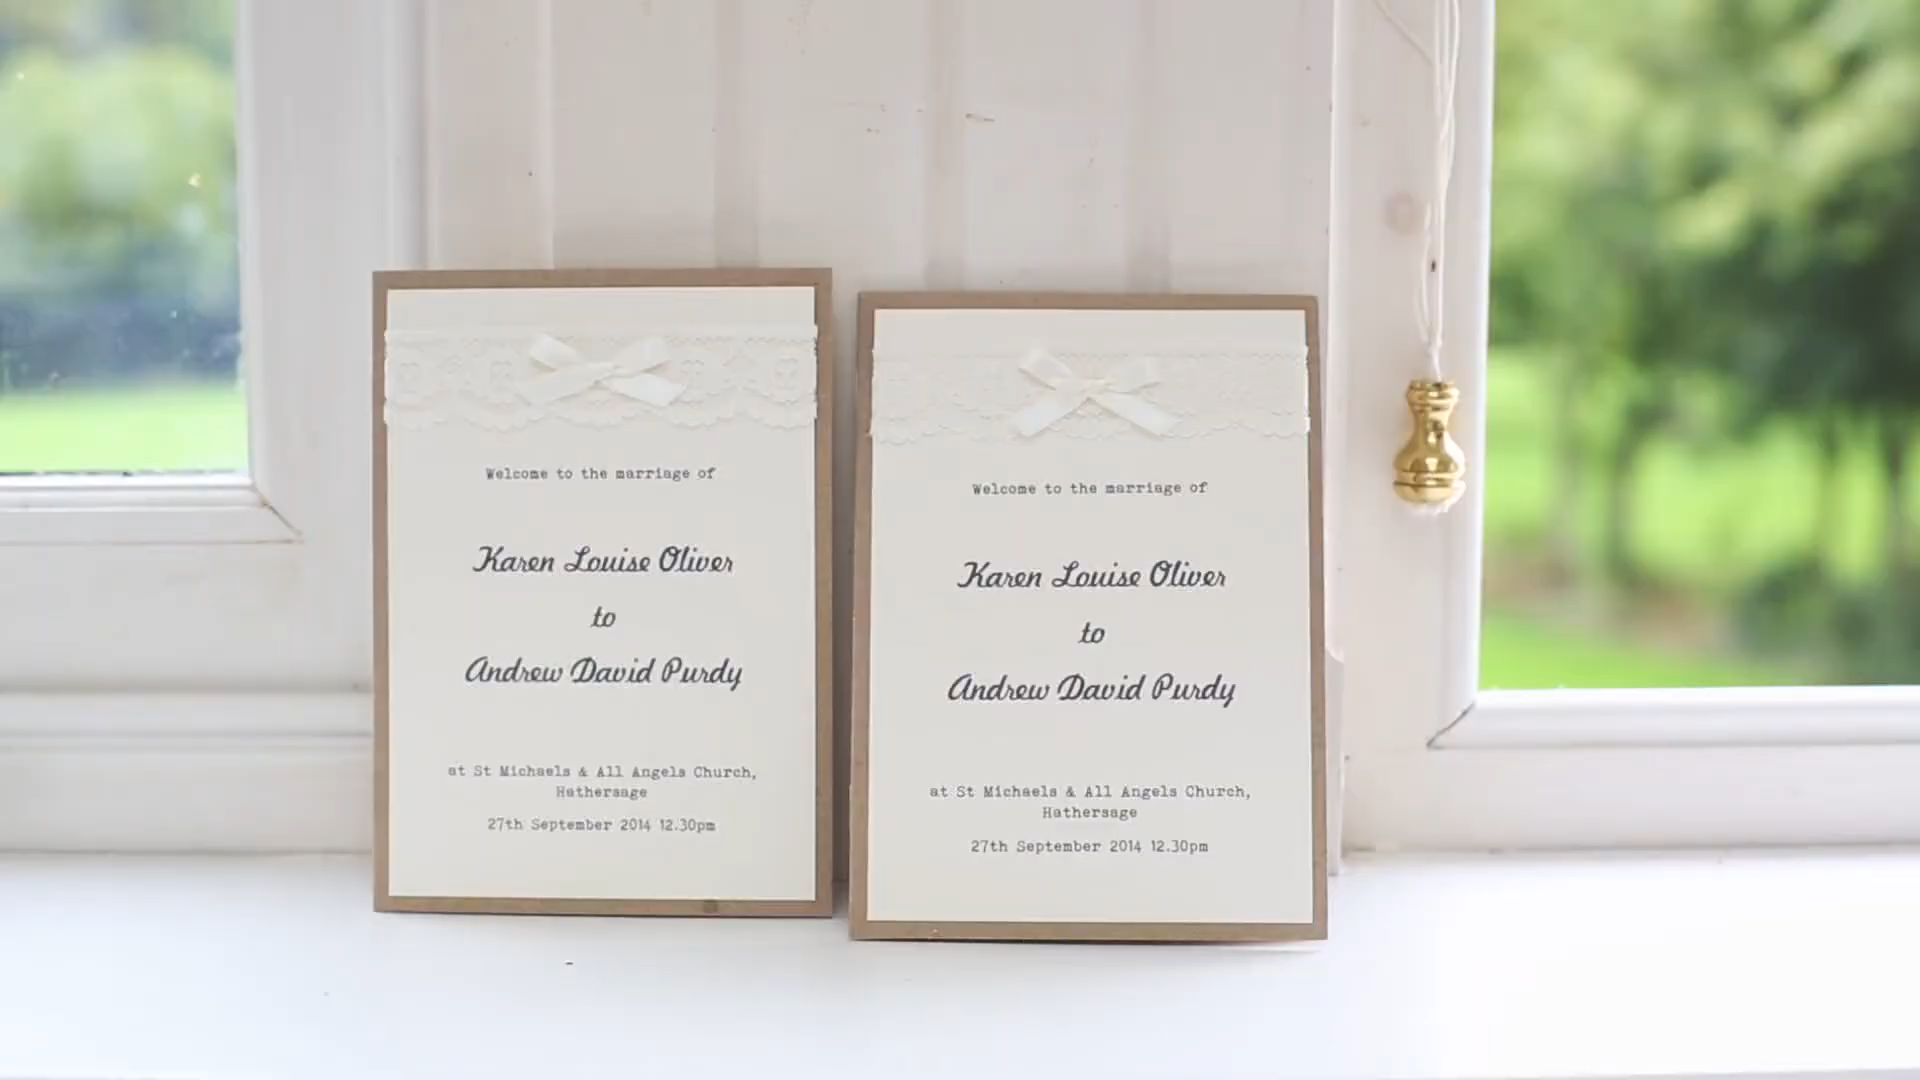 Welcome to the marriage of
Karen Louise Oliver
to
Andrew David Purdy
at St Michaels & All Angels Church,
Hathersage
27th September 2014 12.30pm
Welcome to the marriage of
Karen Louise Oliver
to
Andrew David Purdy
at St Michaels & All Angels Church,
Hathersage
27th September 2014 12.30pm